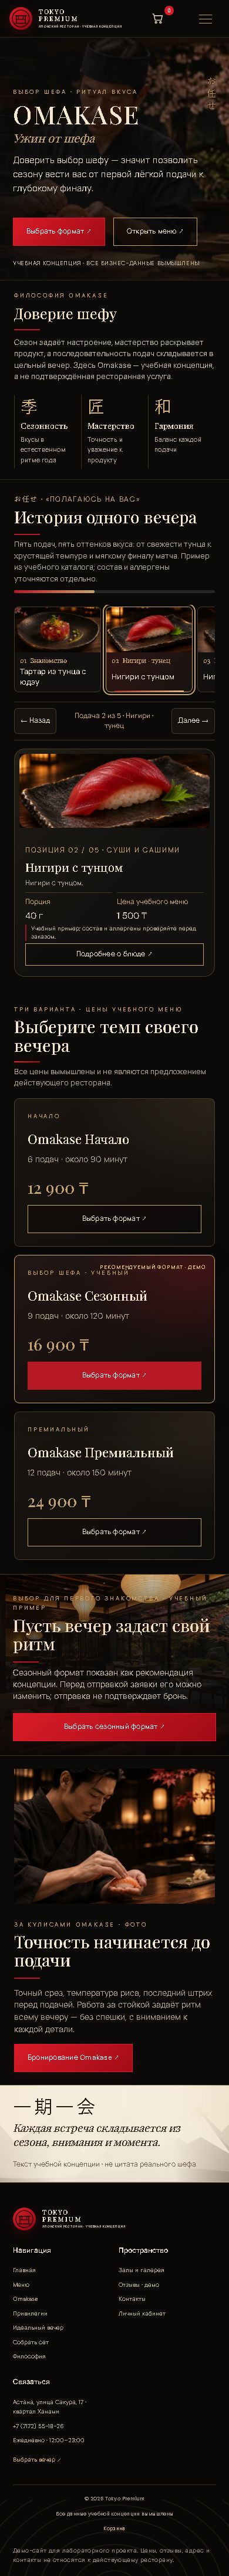 TOKYO
PREMIUM
ЯПОНСКИЙ РЕСТОРАН · УЧЕБНАЯ КОНЦЕПЦИЯ
ВЫБОР ШЕФА · РИТУАЛ ВКУСА
OMAKASE
Ужин от шефа
Доверить выбор шефу — значит позволить
сезону вести вас от первой лёгкой подачи к
глубокому финалу.
Выбрать формат ↗
Открыть меню ↗
УЧЕБНАЯ КОНЦЕПЦИЯ · ВСЕ БИЗНЕС-ДАННЫЕ ВЫМЫШЛЕНЫ
ФИЛОСОФИЯ OMAKASE
Доверие шефу
Сезон задаёт настроение, мастерство раскрывает
продукт, а последовательность подач складывается в
цельный вечер. Здесь Omakase — учебная концепция,
а не подтверждённая ресторанная услуга.
季
Сезонность
Вкусы в
естественном
ритме года
匠
Мастерство
Точность и
уважение к
продукту
和
Гармония
Баланс каждой
подачи
お任せ · «ПОЛАГАЮСЬ НА ВАС»
История одного вечера
Пять подач, пять оттенков вкуса: от свежести тунца к
хрустящей темпуре и мягкому финалу матча. Пример
из учебного каталога; состав и аллергены
уточняются отдельно.
01 Знакомство
Тартар из тунца с
юдзу
02 Нигири · тунец
Нигири с тунцом
03
← Назад
Подача 2 из 5 · Нигири ·
тунец
Далее →
ПОЗИЦИЯ 02 / 05 · СУШИ И САШИМИ
Нигири с тунцом
Нигири с тунцом.
Порция
40 г
Цена учебного меню
1 500 ₸
Учебный пример: состав и аллергены проверяйте перед
заказом.
Подробнее о блюде ↗
ТРИ ВАРИАНТА · ЦЕНЫ УЧЕБНОГО МЕНЮ
Выберите темп своего
вечера
Все цены вымышлены и не являются предложением
действующего ресторана.
НАЧАЛО
Omakase Начало
6 подач · около 90 минут
12 900 ₸
Выбрать формат ↗
РЕКОМЕНДУЕМЫЙ ФОРМАТ · ДЕМО
ВЫБОР ШЕФА · УЧЕБНЫЙ
Omakase Сезонный
9 подач · около 120 минут
16 900 ₸
Выбрать формат ↗
ПРЕМИАЛЬНЫЙ
Omakase Премиальный
12 подач · около 150 минут
24 900 ₸
Выбрать формат ↗
ВЫБОР ДЛЯ ПЕРВОГО ЗНАКОМСТВА · УЧЕБНЫЙ
ПРИМЕР
Пусть вечер задаст свой
ритм
Сезонный формат показан как рекомендация
концепции. Перед отправкой заявки его можно
изменить; отправка не подтверждает бронь.
Выбрать сезонный формат ↗
ЗА КУЛИСАМИ OMAKASE · ФОТО
Точность начинается до
подачи
Точный срез, температура риса, последний штрих
перед подачей. Работа за стойкой задаёт ритм
всему вечеру — без спешки, с вниманием к
каждой детали.
Бронирование Omakase ↗
一期一会
Каждая встреча складывается из
сезона, внимания и момента.
Текст учебной концепции · не цитата реального шефа
TOKYO
PREMIUM
ЯПОНСКИЙ РЕСТОРАН · УЧЕБНАЯ КОНЦЕПЦИЯ
Навигация
Главная
Меню
Omakase
Привилегии
Идеальный вечер
Собрать сет
Философия
Пространство
Залы и галерея
Отзывы · демо
Контакты
Личный кабинет
Связаться
Астана, улица Сакура, 17 ·
квартал Ханами
+7 (7172) 55-18-26
Ежедневно · 12:00–23:00
Выбрать вечер ↗
© 2026 Tokyo Premium
Все данные учебной концепции вымышлены
Корзина
Демо-сайт для лабораторного проекта. Цены, отзывы, адрес и
контакты не относятся к действующему ресторану.